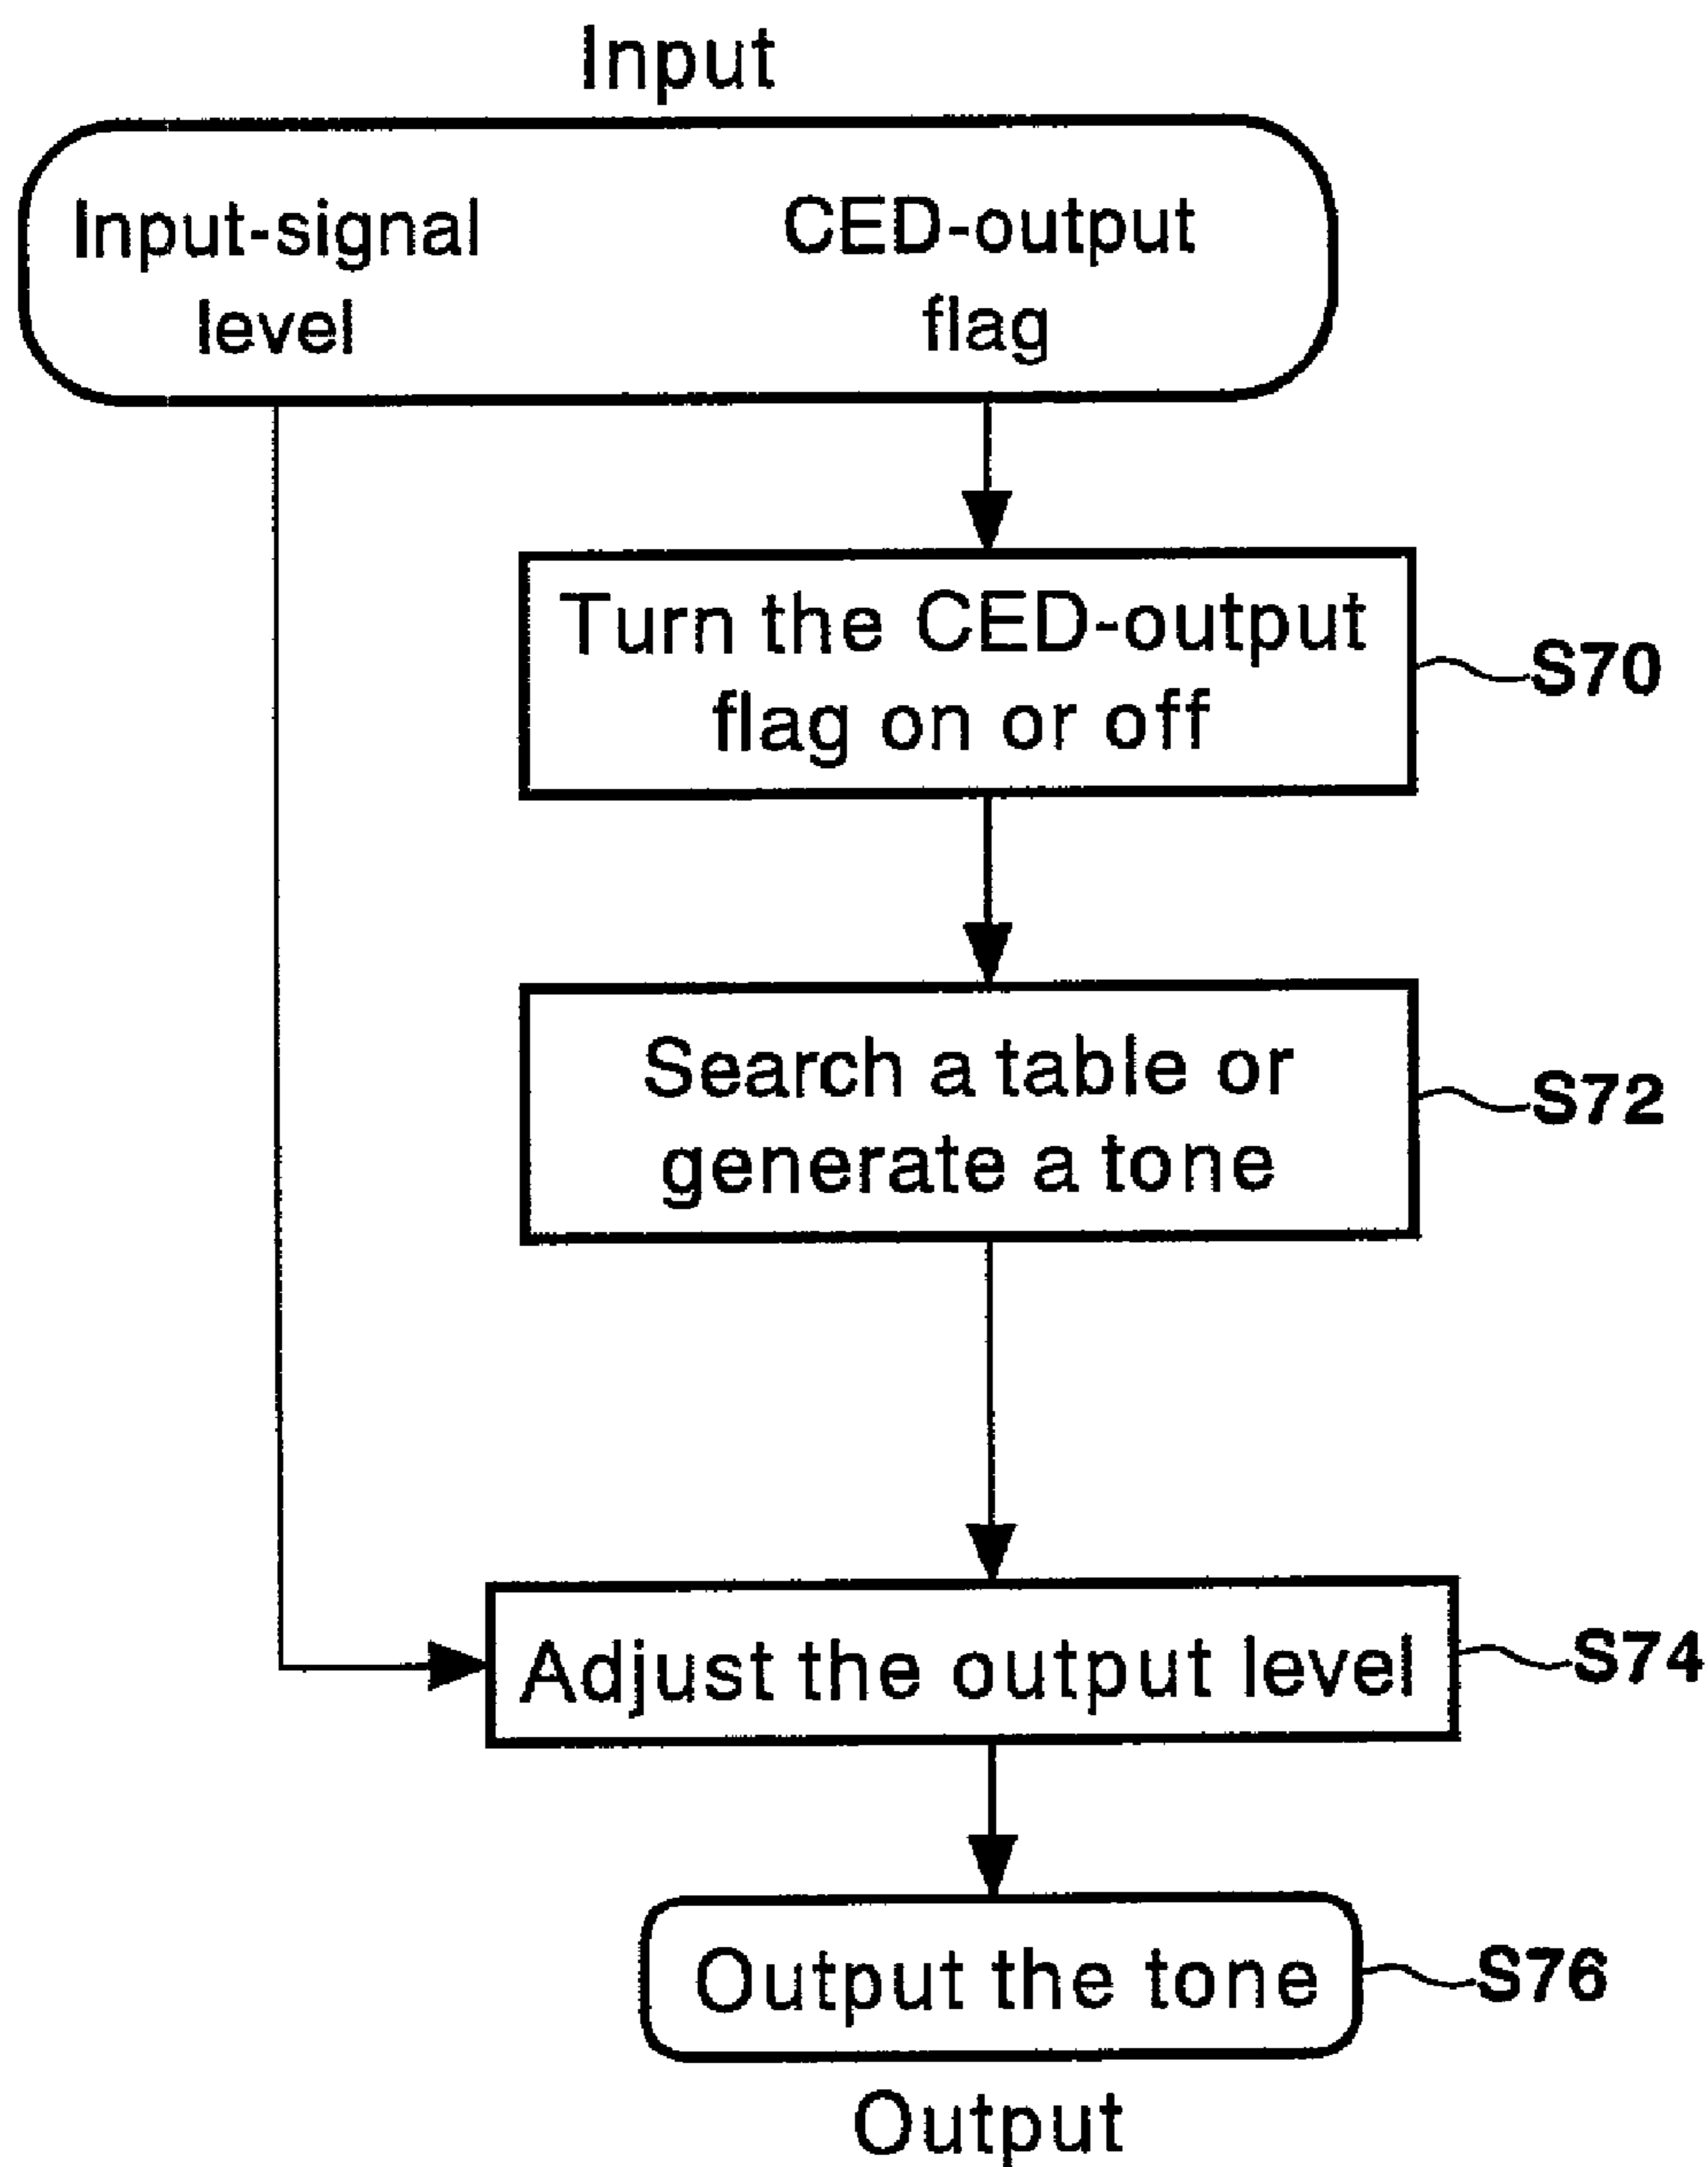 Input
Input-signal
level
CED-output
flag
Turn the CED-output
flag on or off
S70
Search a table or
generate a tone
S72
Adjust the output level
S74
Output the tone
S76
Output